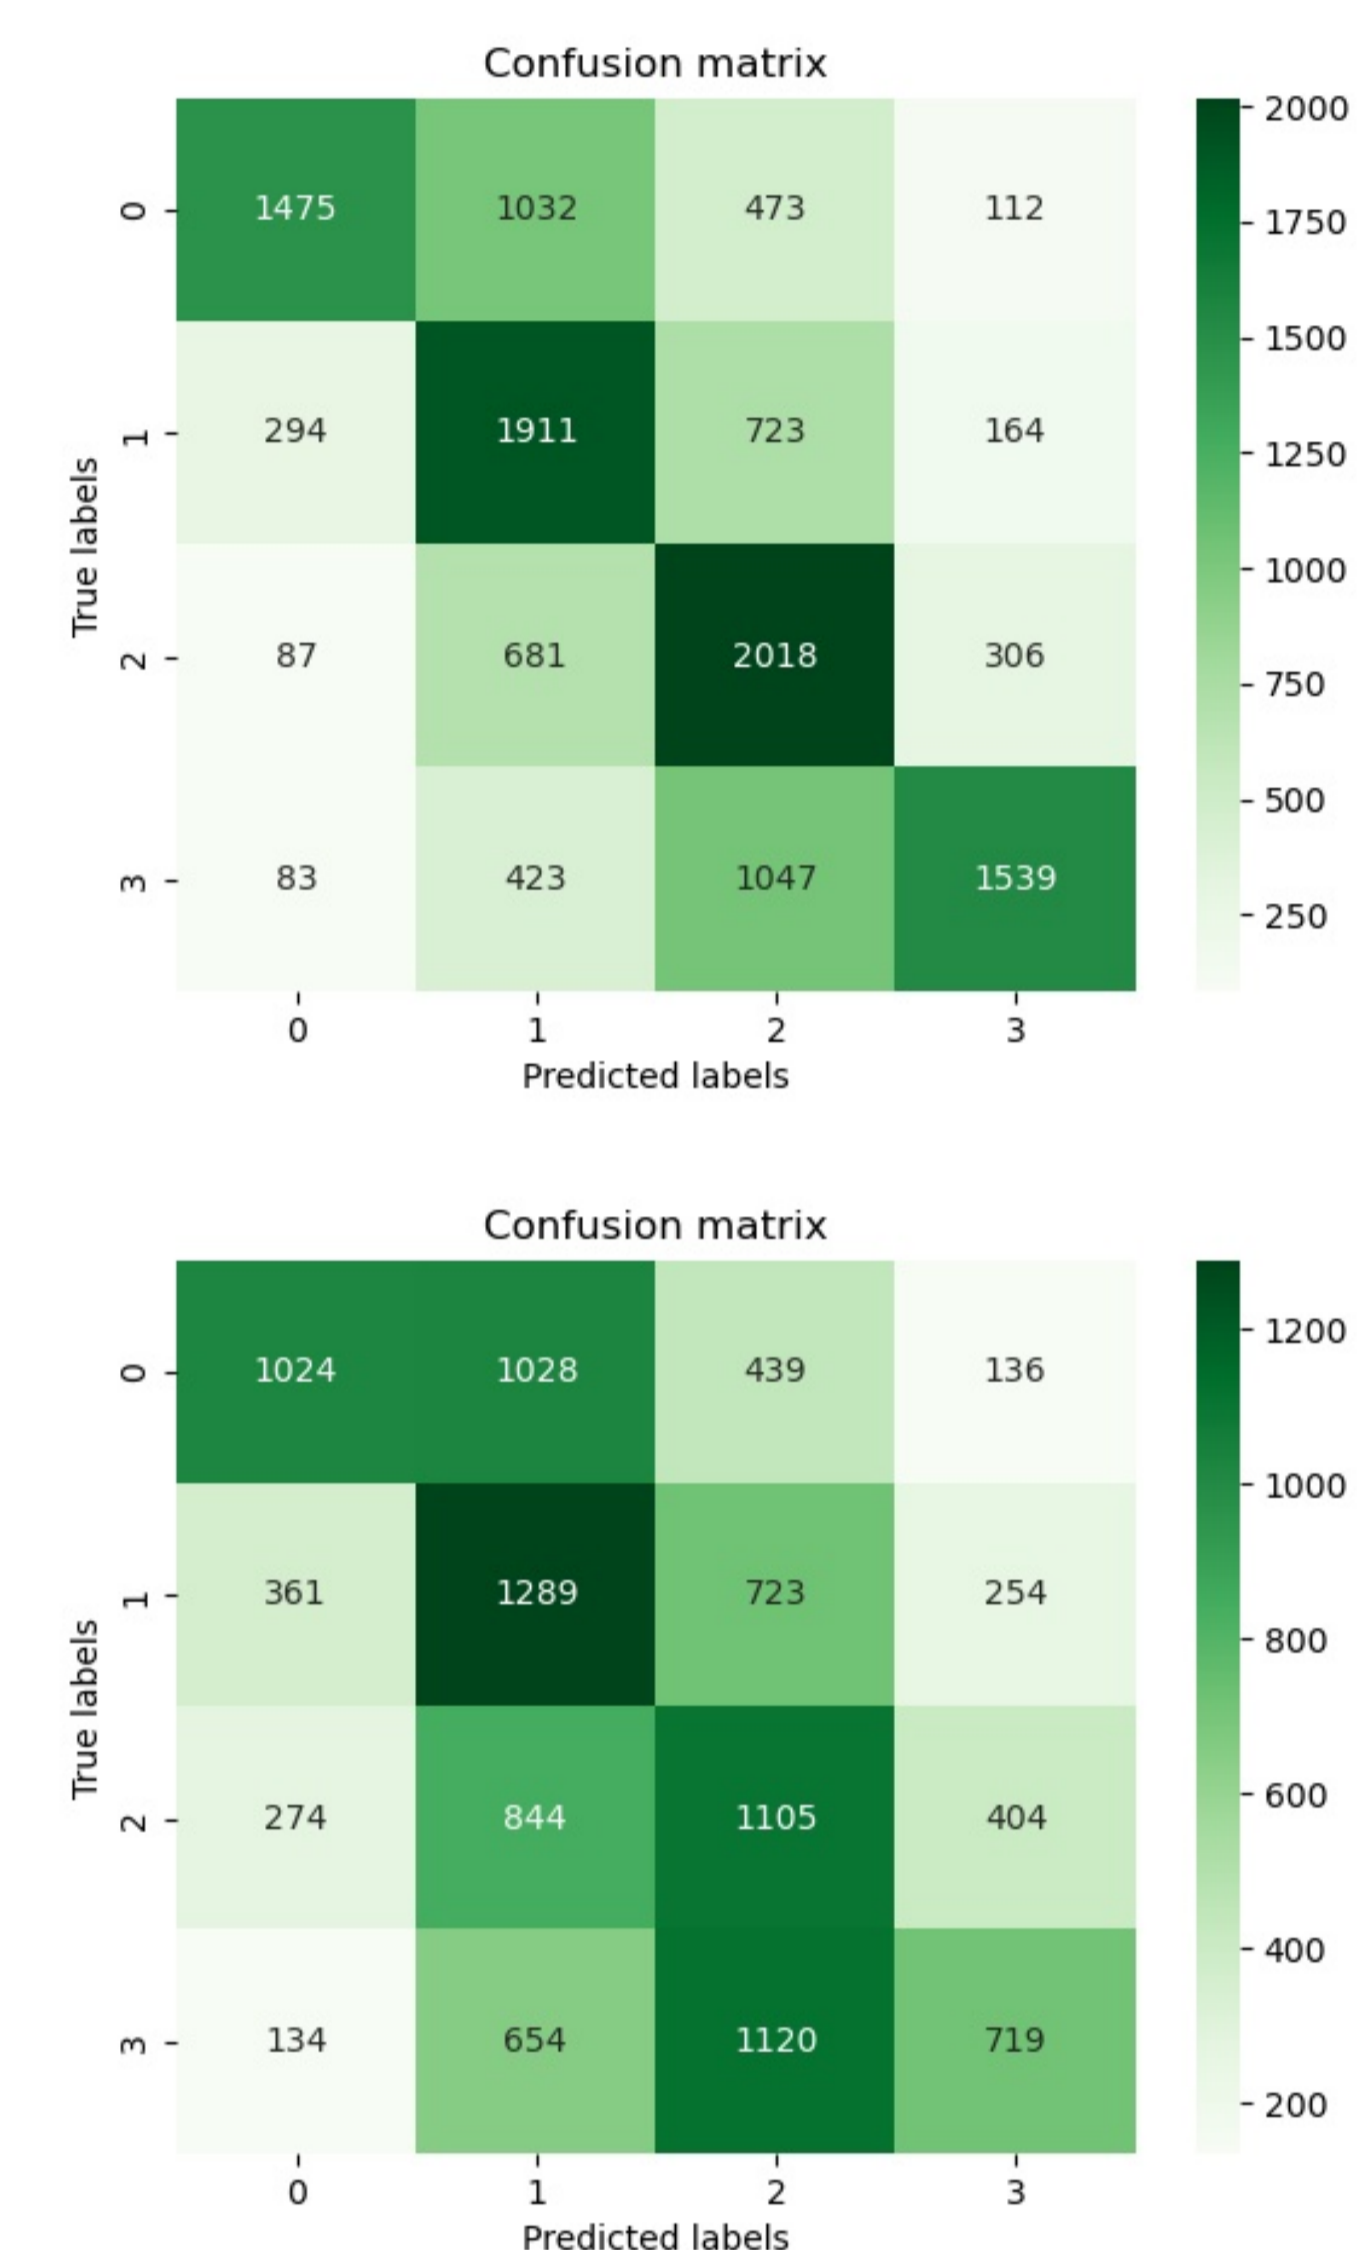 Confusion matrix
0 1475 1032 473 112
1 294 1911 723 164
2 87 681 2018 306
3 83 423 1047 1539
0 1 2 3
Predicted labels
True labels
2000
1750
1500
1250
1000
750
500
250
Confusion matrix
0 1024 1028 439 136
1 361 1289 723 254
2 274 844 1105 404
3 134 654 1120 719
0 1 2 3
Predicted labels
True labels
1200
1000
800
600
400
200